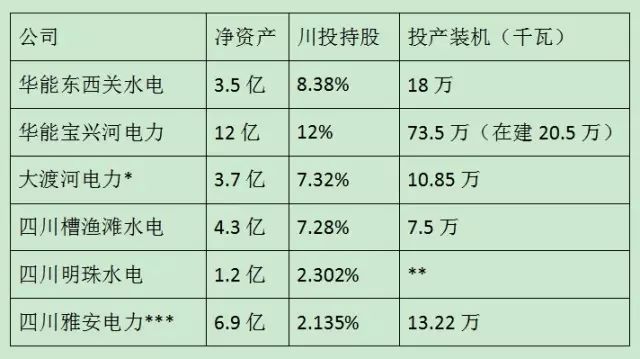 公司 净资产 川投持股 投产装机（千瓦）
华能东西关水电 3.5 亿 8.38% 18 万
华能宝兴河电力 12 亿 12% 73.5 万（在建 20.5 万）
大渡河电力* 3.7 亿 7.32% 10.85 万
四川槽渔滩水电 4.3 亿 7.28% 7.5 万
四川明珠水电 1.2 亿 2.302% **
四川雅安电力*** 6.9 亿 2.135% 13.22 万